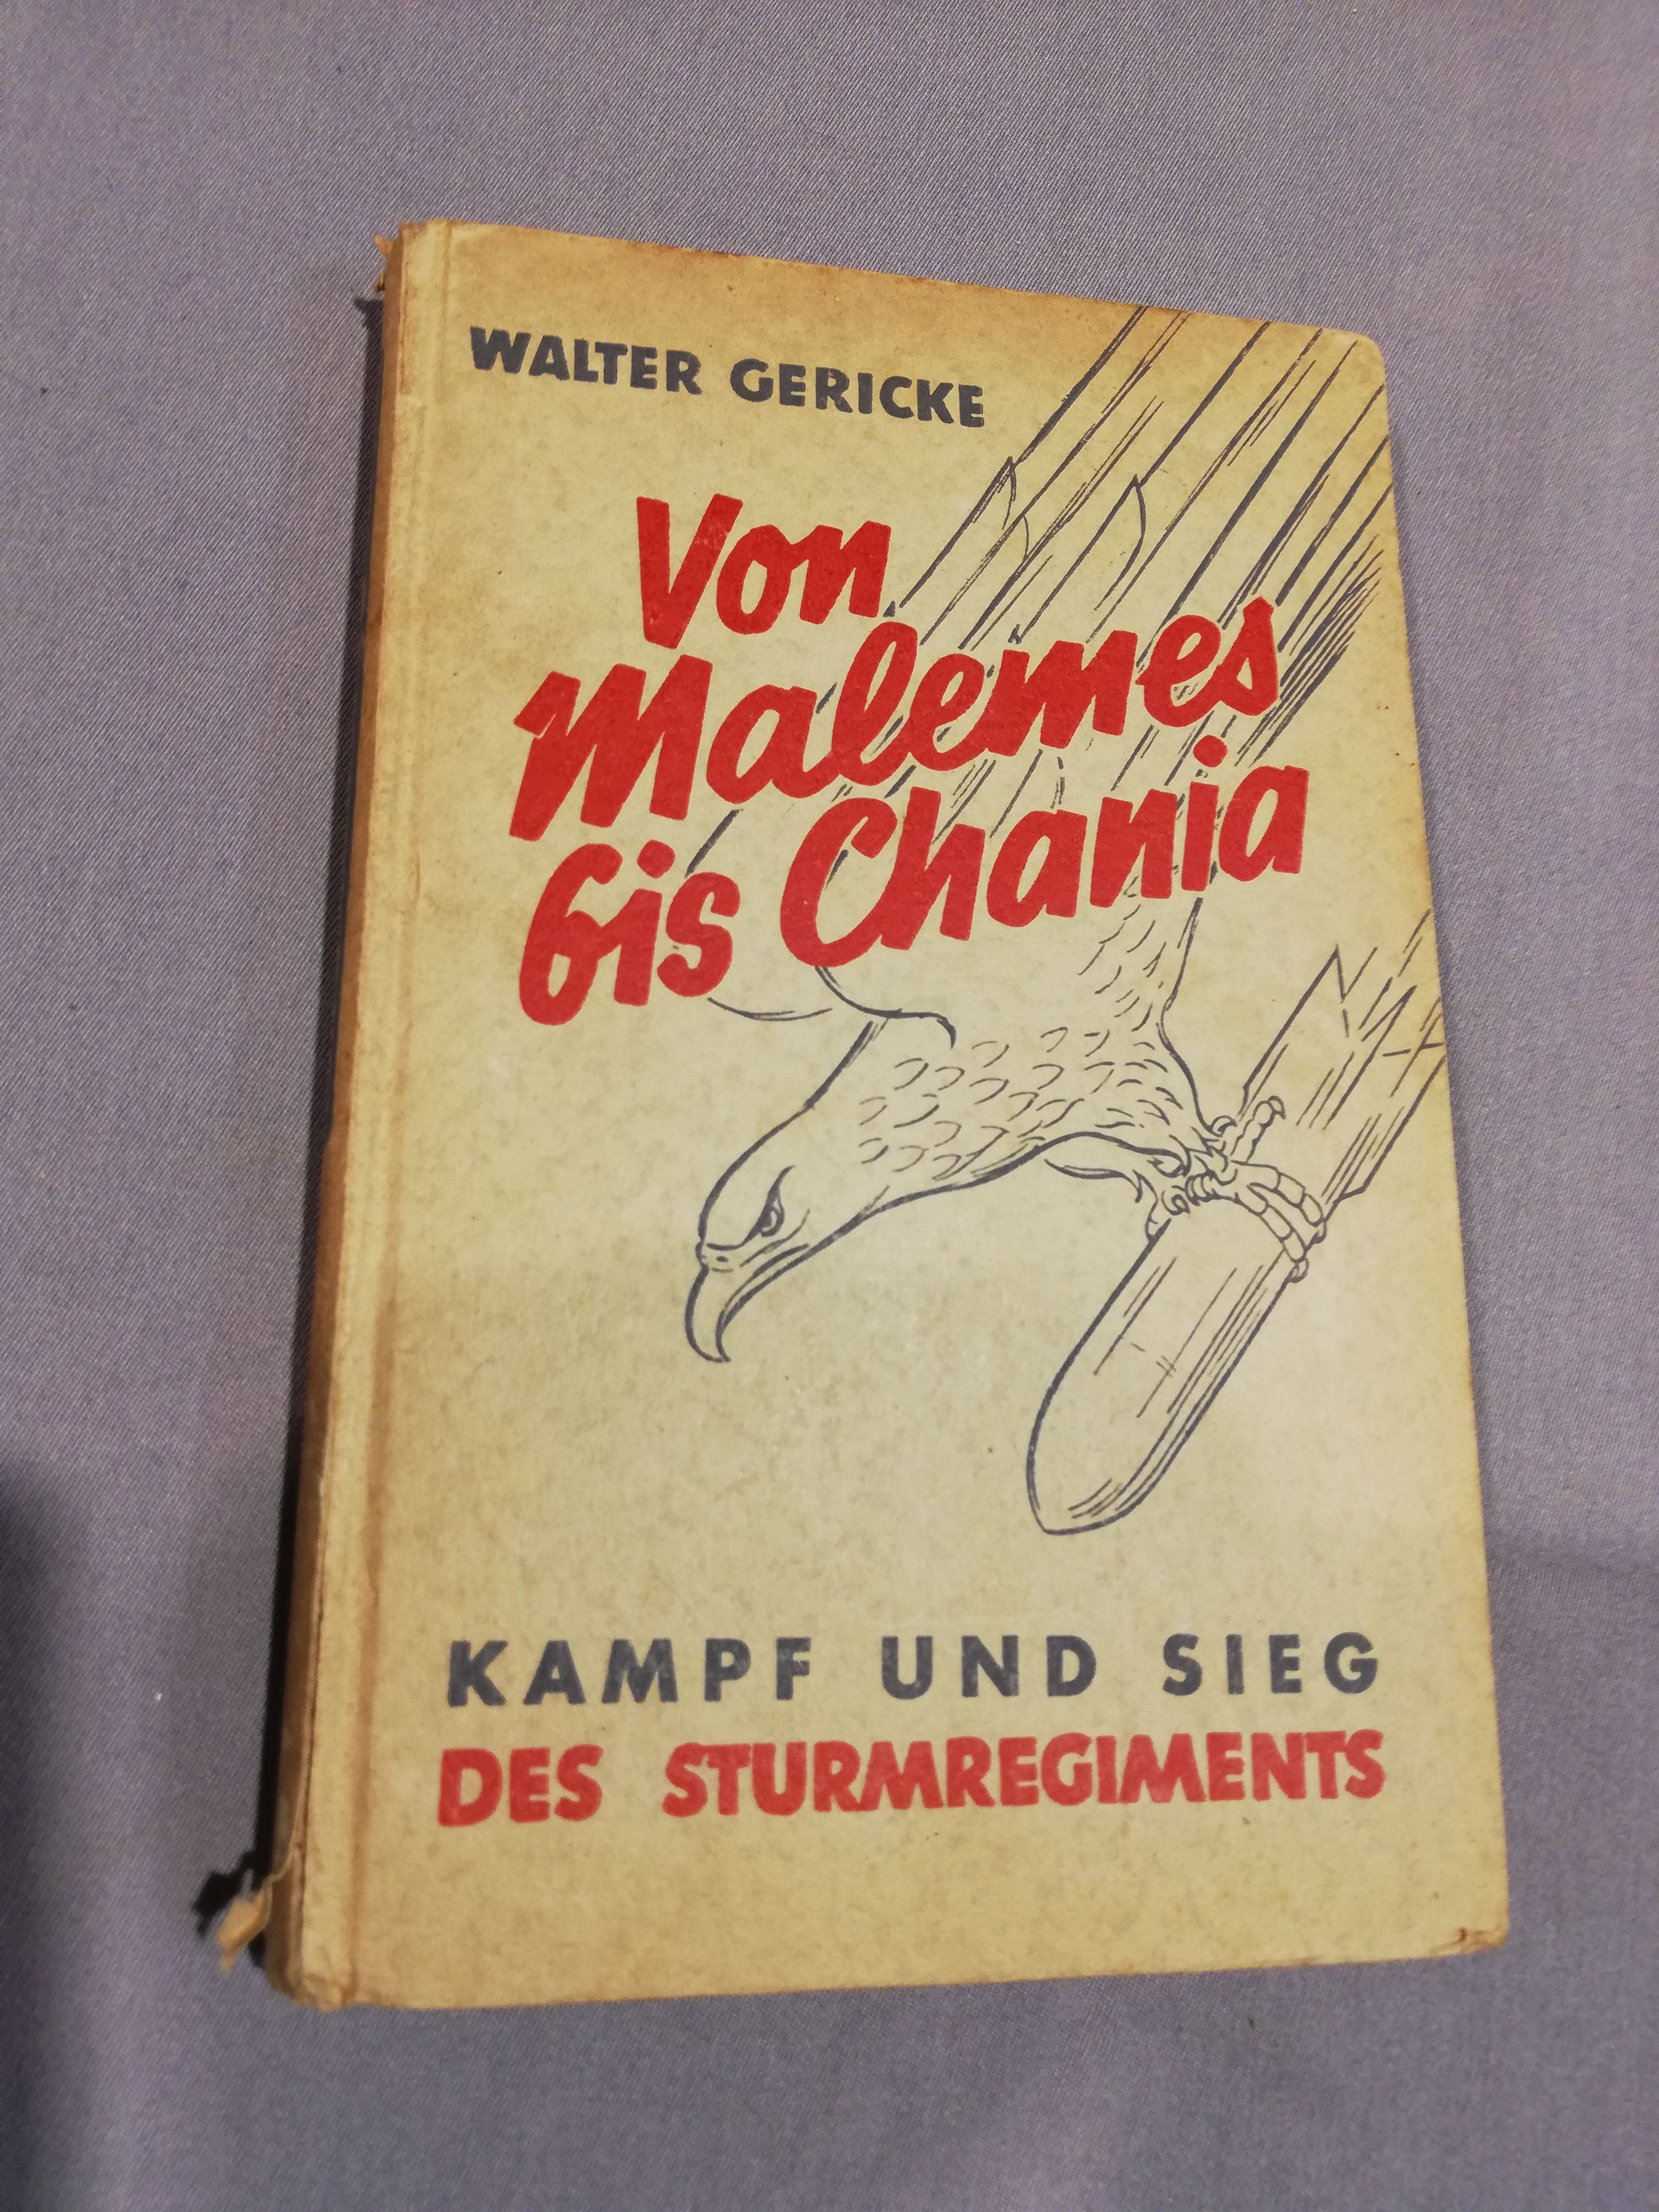 WALTER GERICKE
Von
Malemes
bis Chania
KAMPF UND SIEG
DES STURMREGIMENTS